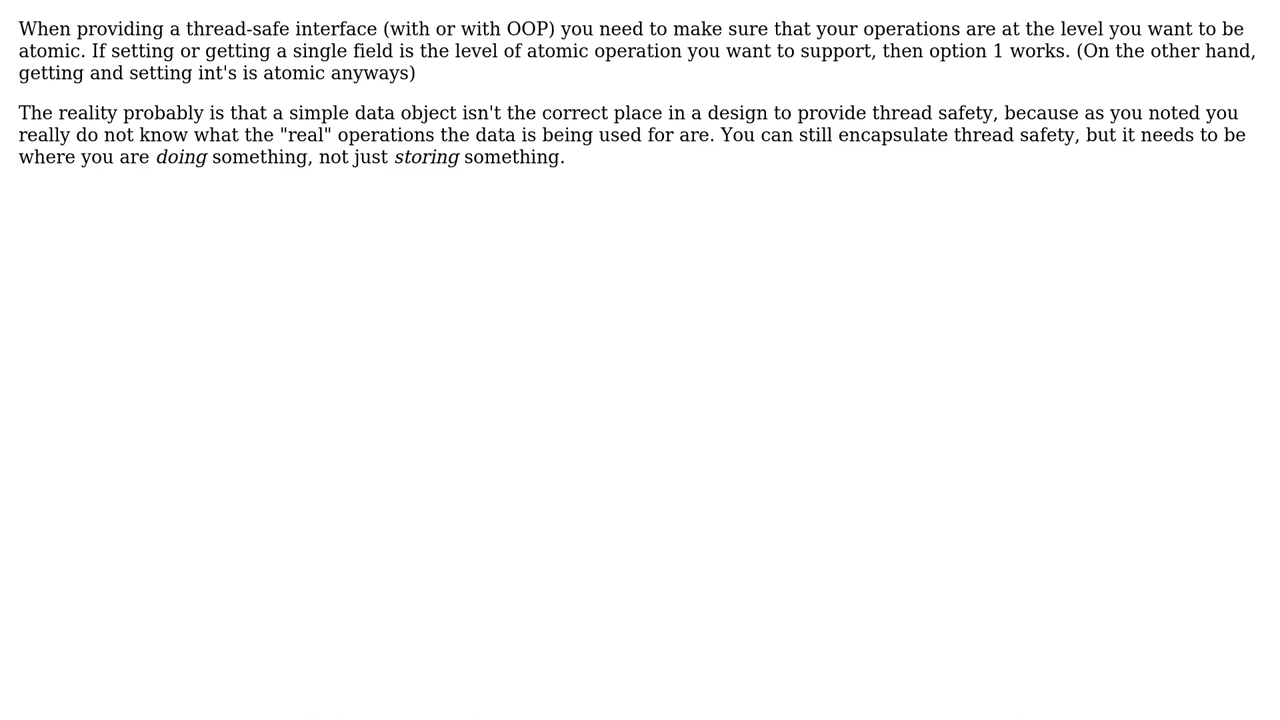 When providing a thread-safe interface (with or with OOP) you need to make sure that your operations are at the level you want to be
atomic. If setting or getting a single field is the level of atomic operation you want to support, then option 1 works. (On the other hand,
getting and setting int's is atomic anyways)
The reality probably is that a simple data object isn't the correct place in a design to provide thread safety, because as you noted you
really do not know what the "real" operations the data is being used for are. You can still encapsulate thread safety, but it needs to be
where you are doing something, not just storing something.